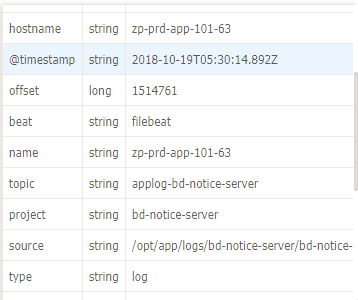 hostname string zp-prd-app-101-63
@timestamp string 2018-10-19T05:30:14.892Z
offset long 1514761
beat string filebeat
name string zp-prd-app-101-63
topic string applog-bd-notice-server
project string bd-notice-server
source string /opt/app/logs/bd-notice-server/bd-notice-
type string log